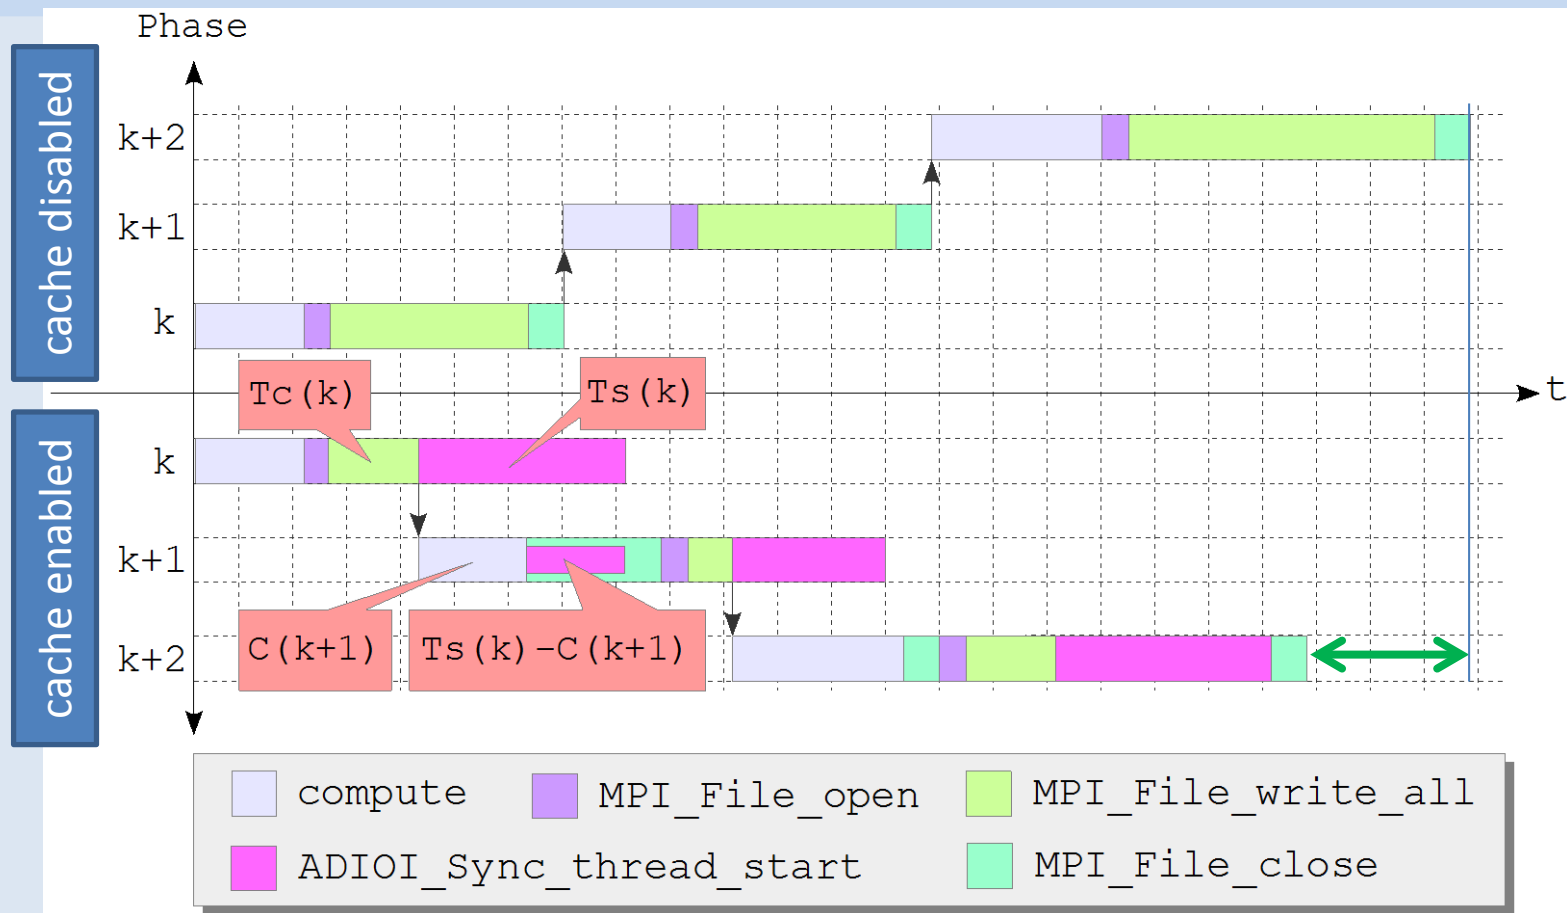 Phase
cache disabled
k+2
k+1
k
Tc(k)
Ts(k)
t
cache enabled
k
k+1
C(k+1)
Ts(k)-C(k+1)
k+2
compute
MPI_File_open
MPI_File_write_all
ADIOI_Sync_thread_start
MPI_File_close